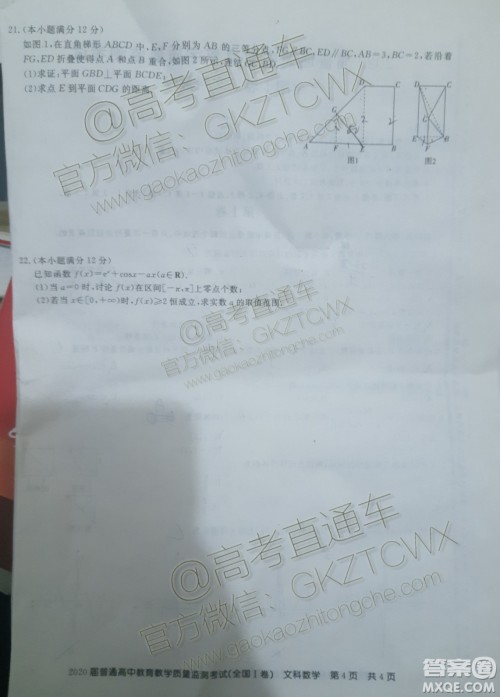 21.(本小题满分12分)
如图1,在直角梯形ABCD中,E,F分别为AB的三等分点,FG∥BC,ED∥BC,AB=3,BC=2,若沿着
FG,ED折叠使得点A和点B重合,如图2所示,连结GC,BD.
(1)求证:平面GBD⊥平面BCDE;
(2)求点E到平面CDG的距离.
图1
图2
22.(本小题满分12分)
已知函数f(x)=eˣ+cosx-ax(a∈R).
(1)当a=0时,讨论f(x)在区间[-π,π]上零点个数;
(2)若当x∈[0,+∞)时,f(x)≥2恒成立,求实数a的取值范围.
@高考直通车
官方微信:GKZTCWX
www.gaokaozhitongche.com
@高考直通车
官方微信:GKZTCWX
www.gaokaozhitongche.com
2020届普通高中教育教学质量监测考试(全国Ⅰ卷) 文科数学 第4页 共4页
答案圈
MXQE.COM